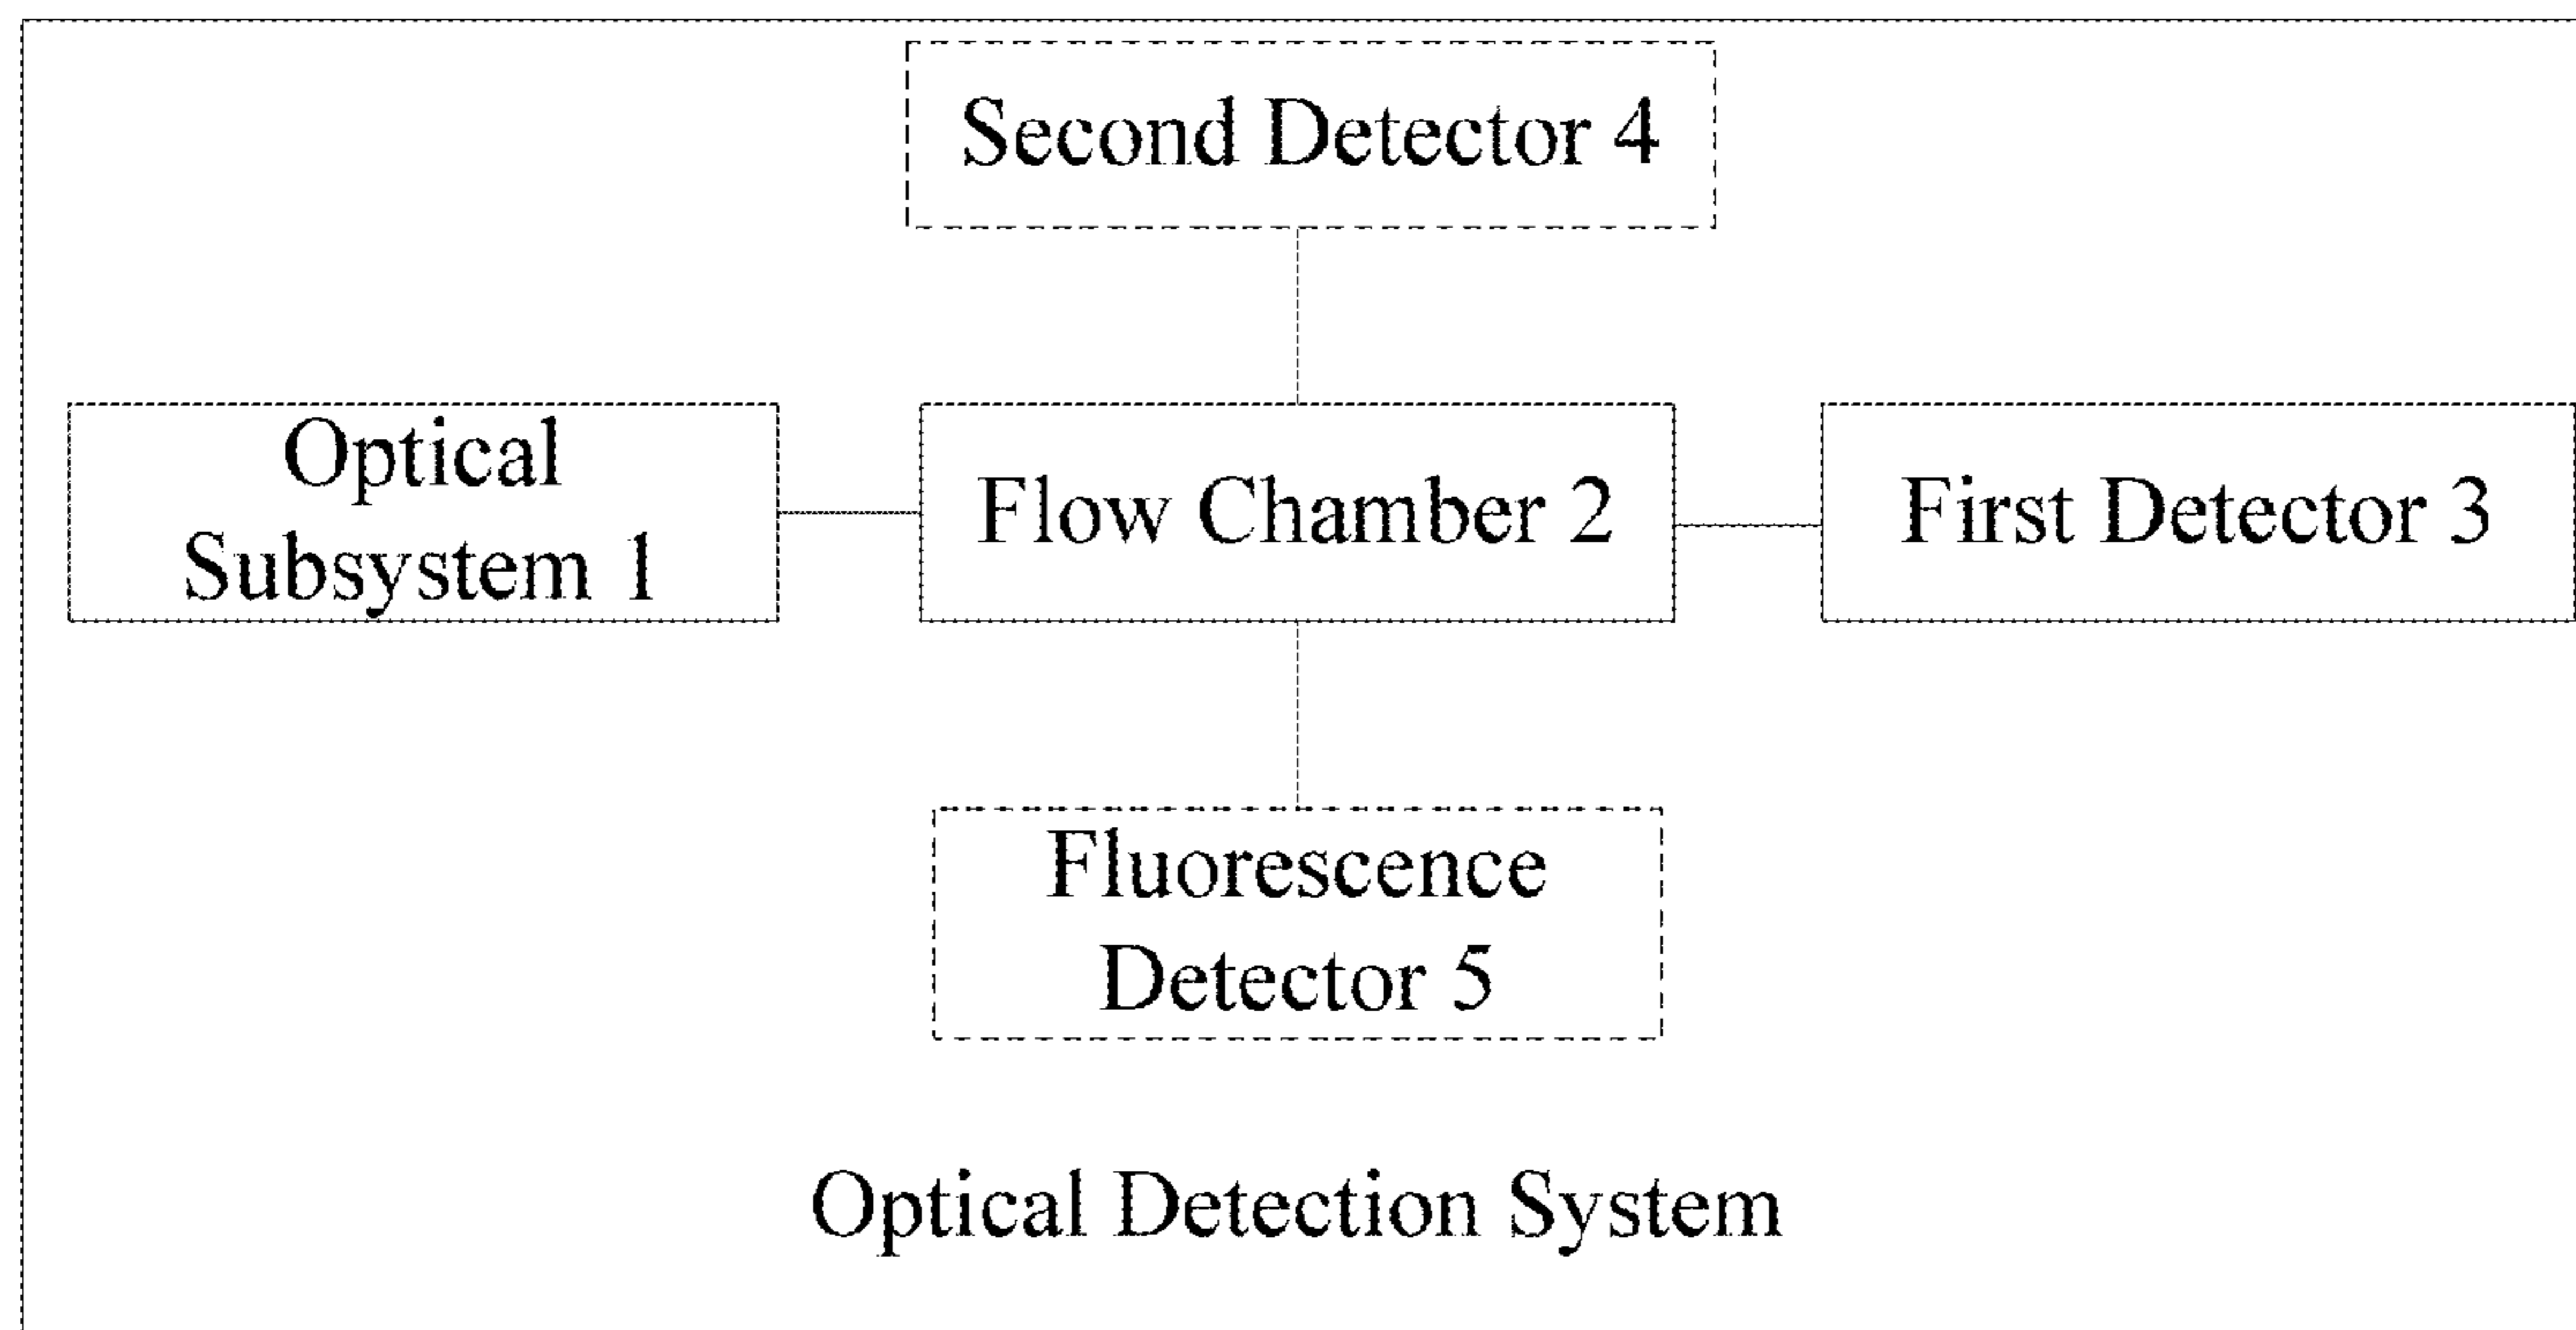 Second Detector 4
Optical
Subsystem 1
Flow Chamber 2
First Detector 3
Fluorescence
Detector 5
Optical Detection System